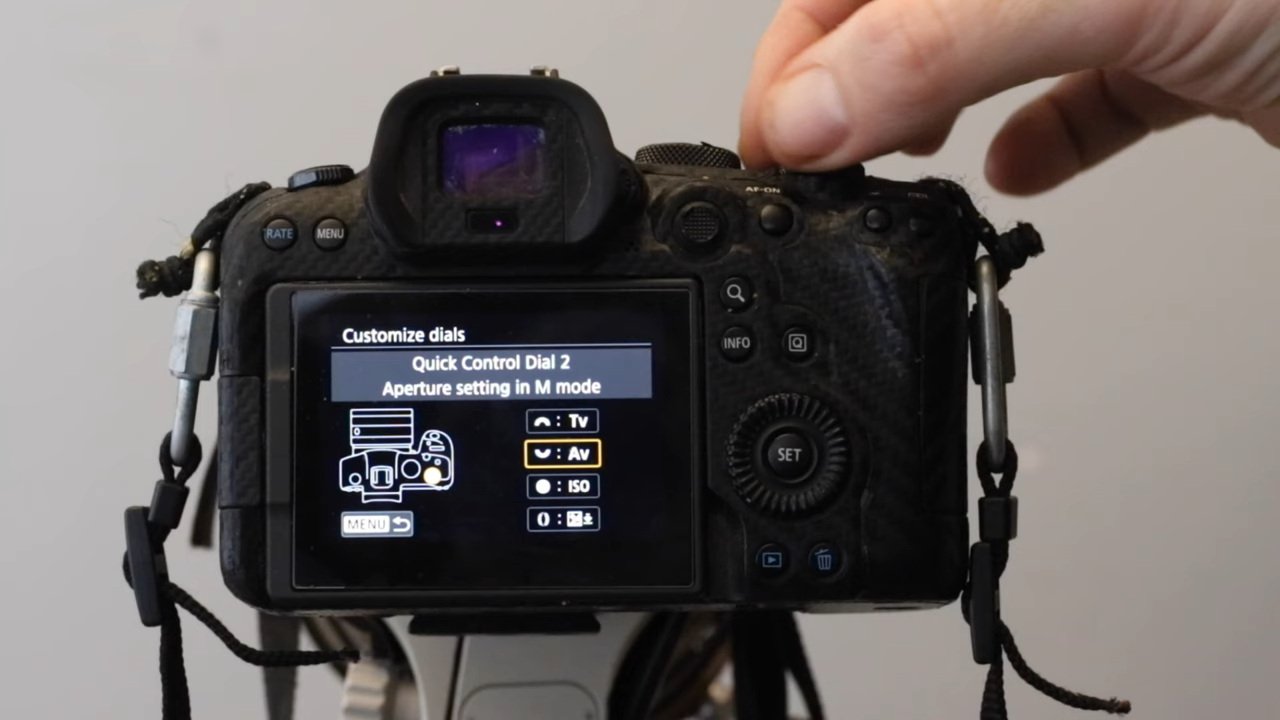 AF-ON
RATE
MENU
INFO
Q
SET
Customize dials
Quick Control Dial 2
Aperture setting in M mode
: Tv
: Av
: ISO
MENU